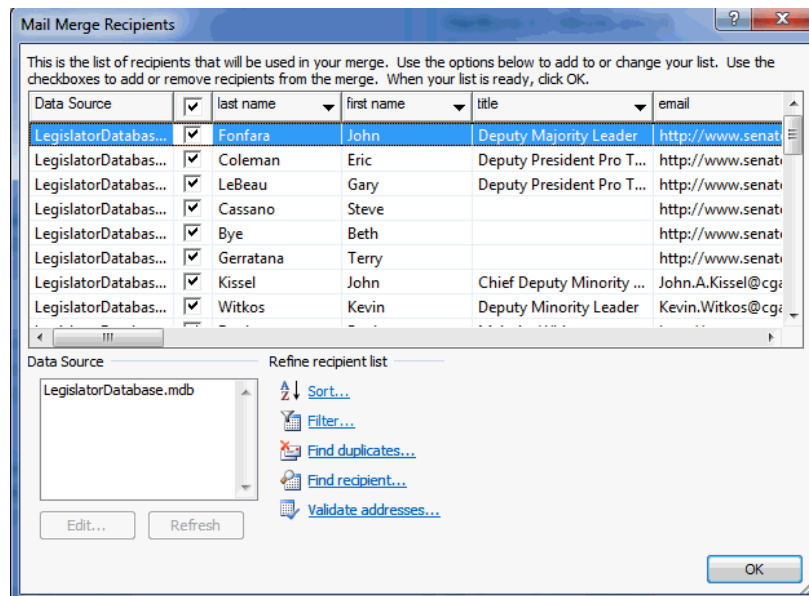 Mail Merge Recipients
This is the list of recipients that will be used in your merge. Use the options below to add to or change your list. Use the
checkboxes to add or remove recipients from the merge. When your list is ready, click OK.
Data Source last name first name title email
LegislatorDatabas... Fonfara John Deputy Majority Leader http://www.senat
LegislatorDatabas... Coleman Eric Deputy President Pro T... http://www.senat
LegislatorDatabas... LeBeau Gary Deputy President Pro T... http://www.senat
LegislatorDatabas... Cassano Steve http://www.senat
LegislatorDatabas... Bye Beth http://www.senat
LegislatorDatabas... Gerratana Terry http://www.senat
LegislatorDatabas... Kissel John Chief Deputy Minority ... John.A.Kissel@cga
LegislatorDatabas... Witkos Kevin Deputy Minority Leader Kevin.Witkos@cga
Data Source Refine recipient list
LegislatorDatabase.mdb
Sort...
Filter...
Find duplicates...
Find recipient...
Validate addresses...
Edit... Refresh
OK